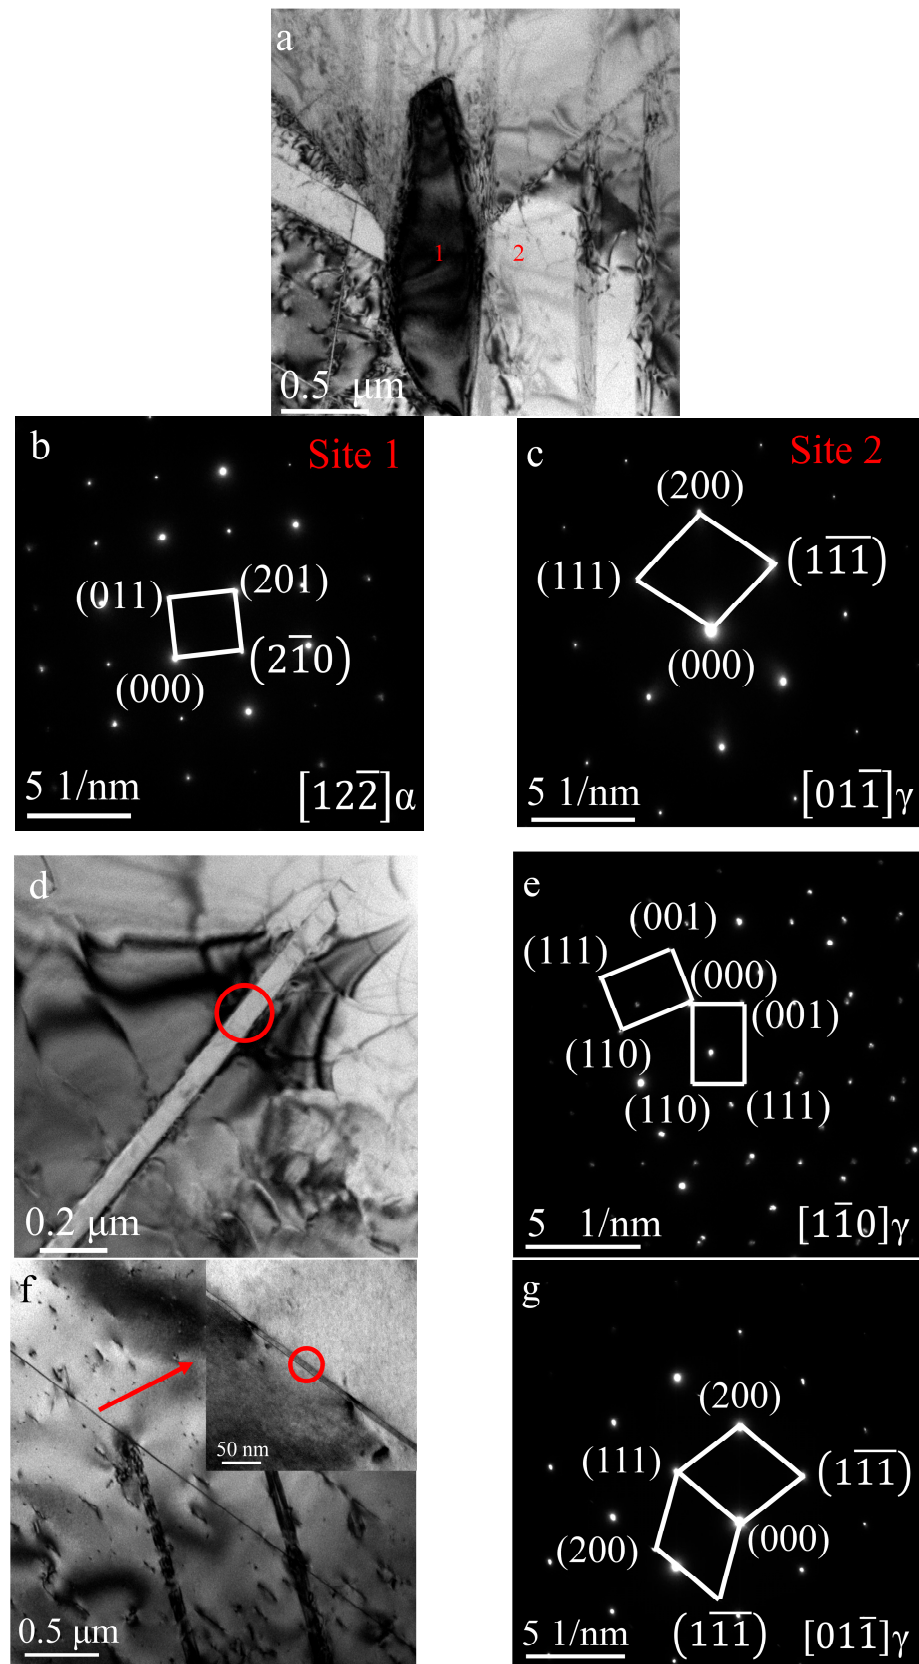 a
1
2
0.5 μm
b
Site 1
(011)
(201)
(000)
(21̅0)
5 1/nm
[122̅]α
c
Site 2
(200)
(111)
(11̅1̅)
(000)
5 1/nm
[011̅]γ
d
0.2 μm
e
(001)
(111)
(000)
(001)
(110)
(110)
(111)
5 1/nm
[11̅0]γ
f
50 nm
0.5 μm
g
(200)
(111)
(11̅1̅)
(200)
(000)
(11̅1̅)
5 1/nm
[011̅]γ